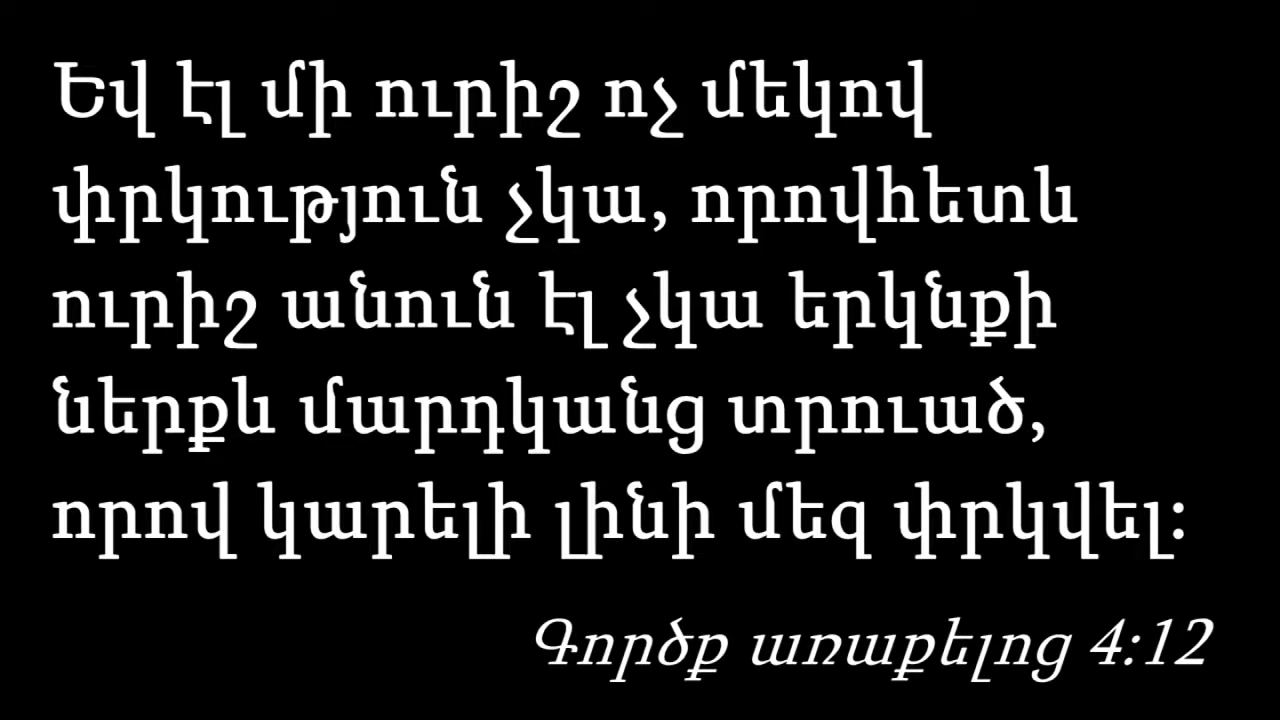 Եվ էլ մի ուրիշ ոչ մեկով
փրկություն չկա, որովհետև
ուրիշ անուն էլ չկա երկնքի
ներքև մարդկանց տրուած,
որով կարելի լինի մեզ փրկվել:
Գործք առաքելոց 4:12